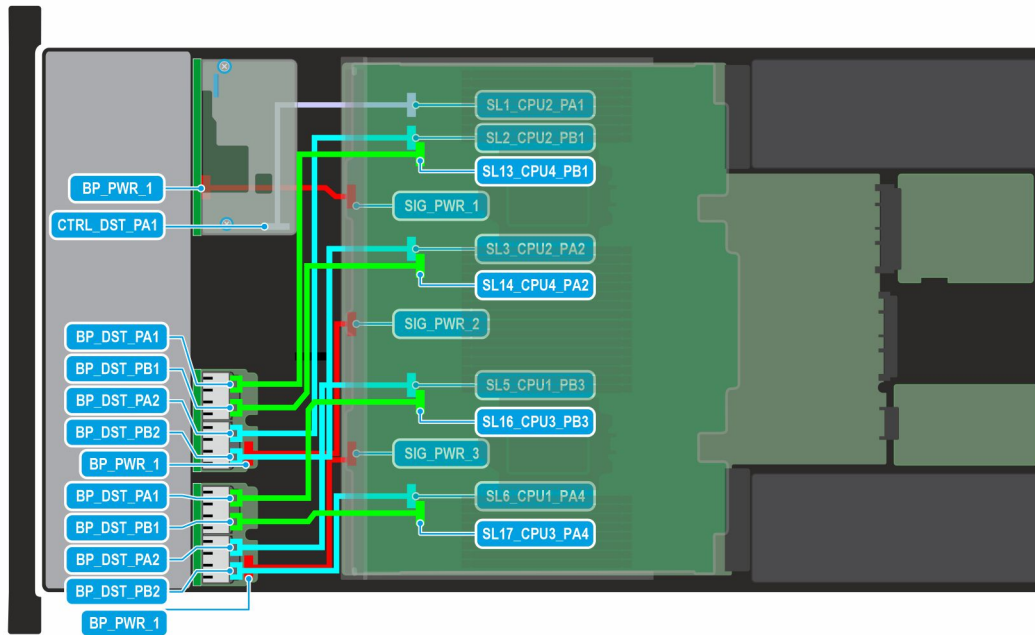 SL1_CPU2_PA1
SL2_CPU2_PB1
SL13_CPU4_PB1
BP_PWR_1
SIG_PWR_1
CTRL_DST_PA1
SL3_CPU2_PA2
SL14_CPU4_PA2
SIG_PWR_2
BP_DST_PA1
BP_DST_PB1
SL5_CPU1_PB3
BP_DST_PA2
SL16_CPU3_PB3
BP_DST_PB2
SIG_PWR_3
BP_PWR_1
BP_DST_PA1
SL6_CPU1_PA4
BP_DST_PB1
SL17_CPU3_PA4
BP_DST_PA2
BP_DST_PB2
BP_PWR_1